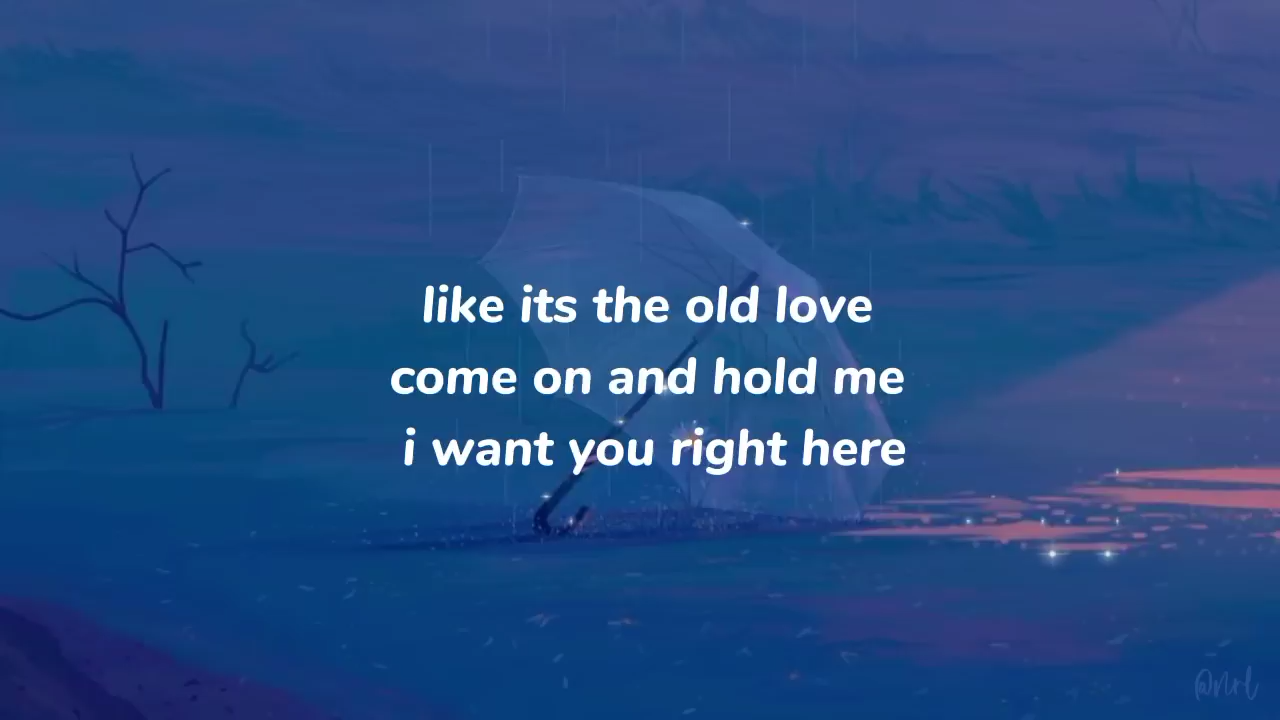 like its the old love
come on and hold me
i want you right here